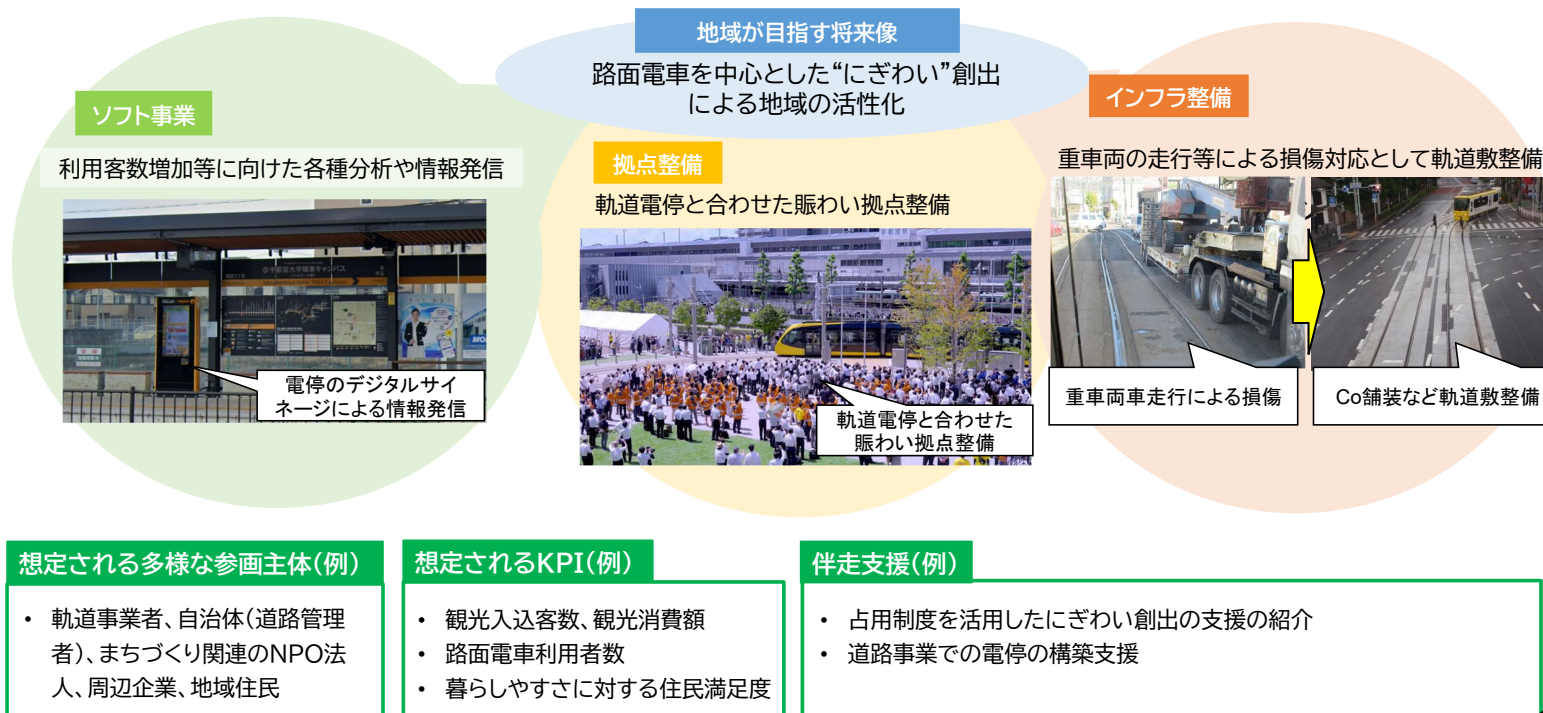 地域が目指す将来像
路面電車を中心とした“にぎわい”創出
による地域の活性化
ソフト事業
利用客数増加等に向けた各種分析や情報発信
電停のデジタルサイ
ネージによる情報発信
拠点整備
軌道電停と合わせた賑わい拠点整備
軌道電停と合わせた
賑わい拠点整備
インフラ整備
重車両の走行等による損傷対応として軌道敷整備
重車両車走行による損傷
Co舗装など軌道敷整備
想定される多様な参画主体(例)
• 軌道事業者、自治体(道路管理
者)、まちづくり関連のNPO法
人、周辺企業、地域住民
想定されるKPI(例)
• 観光入込客数、観光消費額
• 路面電車利用者数
• 暮らしやすさに対する住民満足度
伴走支援(例)
• 占用制度を活用したにぎわい創出の支援の紹介
• 道路事業での電停の構築支援